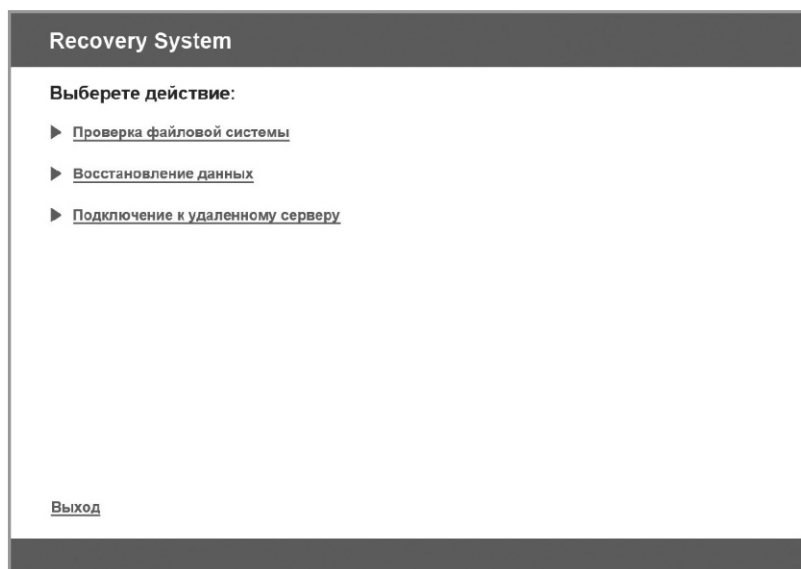 Recovery System
Выберете действие:
Проверка файловой системы
Восстановление данных
Подключение к удаленному серверу
Выход